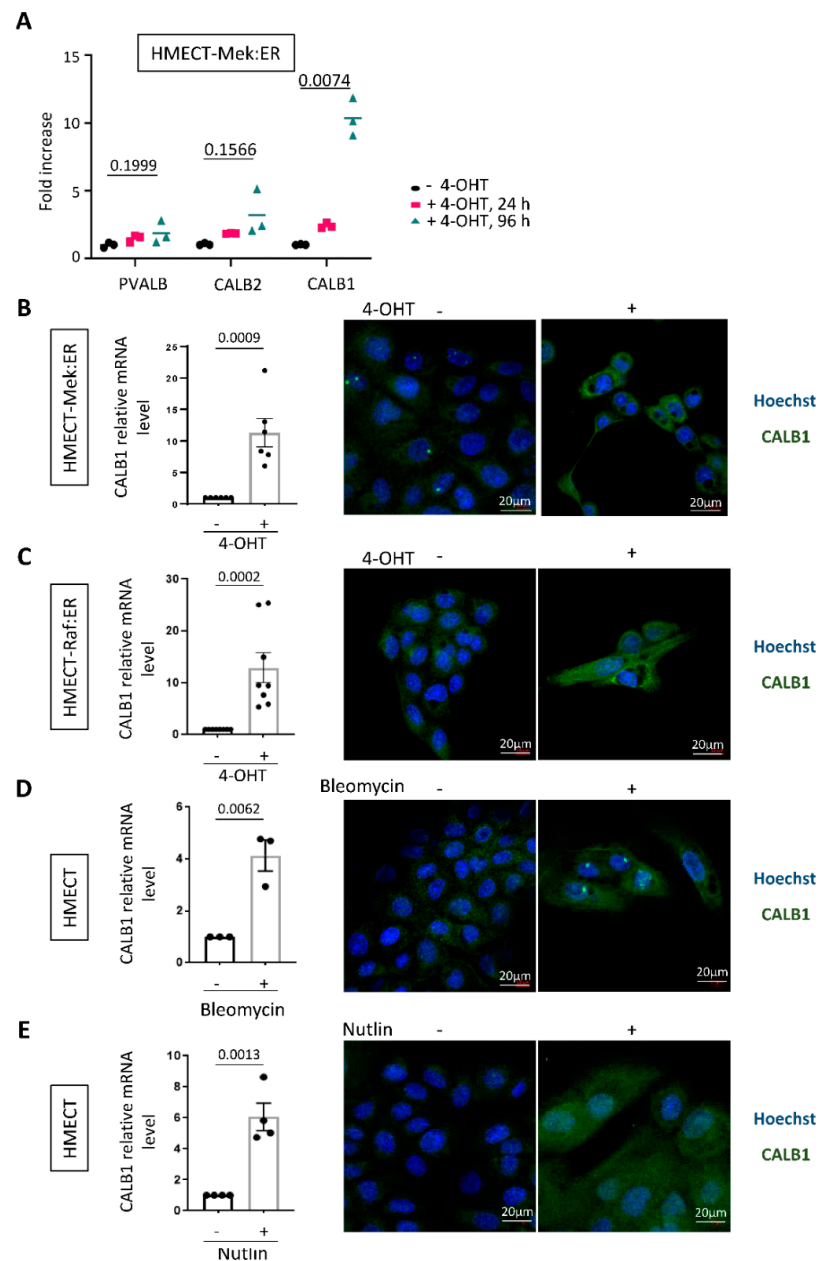 A
HMECT-Mek:ER
Fold increase
15
10
5
0
0.1999
0.1566
0.0074
PVALB
CALB2
CALB1
- 4-OHT
+ 4-OHT, 24 h
+ 4-OHT, 96 h
B
HMECT-Mek:ER
CALB1 relative mRNA
level
25
20
15
10
5
0
0.0009
- +
4-OHT
4-OHT - +
20μm
20μm
Hoechst
CALB1
C
HMECT-Raf:ER
CALB1 relative mRNA
level
30
20
10
0
0.0002
- +
4-OHT
4-OHT - +
20μm
20μm
Hoechst
CALB1
D
HMECT
CALB1 relative mRNA
level
6
4
2
0
0.0062
- +
Bleomycin
Bleomycin - +
20μm
20μm
Hoechst
CALB1
E
HMECT
CALB1 relative mRNA
level
10
8
6
4
2
0
0.0013
- +
Nutlin
Nutlin - +
20μm
20μm
Hoechst
CALB1